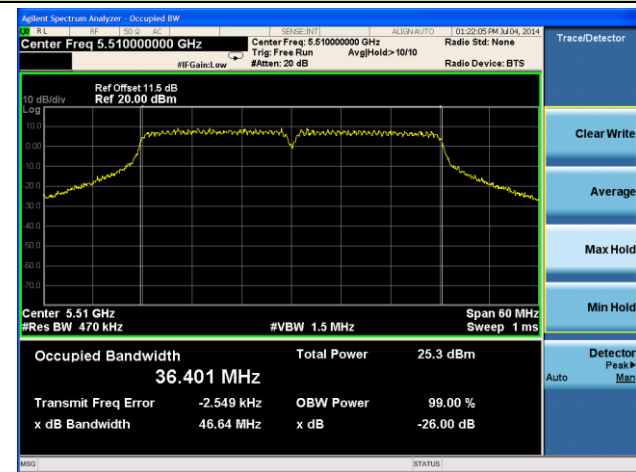 Agilent Spectrum Analyzer - Occupied BW
RL RF 50 Ω AC SENSE:INT ALIGN AUTO 01:22:05 PM Jul 04, 2014
Center Freq 5.510000000 GHz
Center Freq: 5.510000000 GHz
Radio Std: None
Trig: Free Run Avg|Hold:>10/10
#IFGain:Low #Atten: 20 dB Radio Device: BTS
Trace/Detector
Ref Offset 11.5 dB
10 dB/div Ref 20.00 dBm
Log
10.0
0.00
-10.0
-20.0
-30.0
-40.0
-50.0
-60.0
-70.0
Clear Write
Average
Max Hold
Min Hold
Center 5.51 GHz Span 60 MHz
#Res BW 470 kHz #VBW 1.5 MHz Sweep 1 ms
Occupied Bandwidth Total Power 25.3 dBm
36.401 MHz
Transmit Freq Error -2.549 kHz OBW Power 99.00 %
x dB Bandwidth 46.64 MHz x dB -26.00 dB
Detector
Peak▶
Auto Man
MSG STATUS